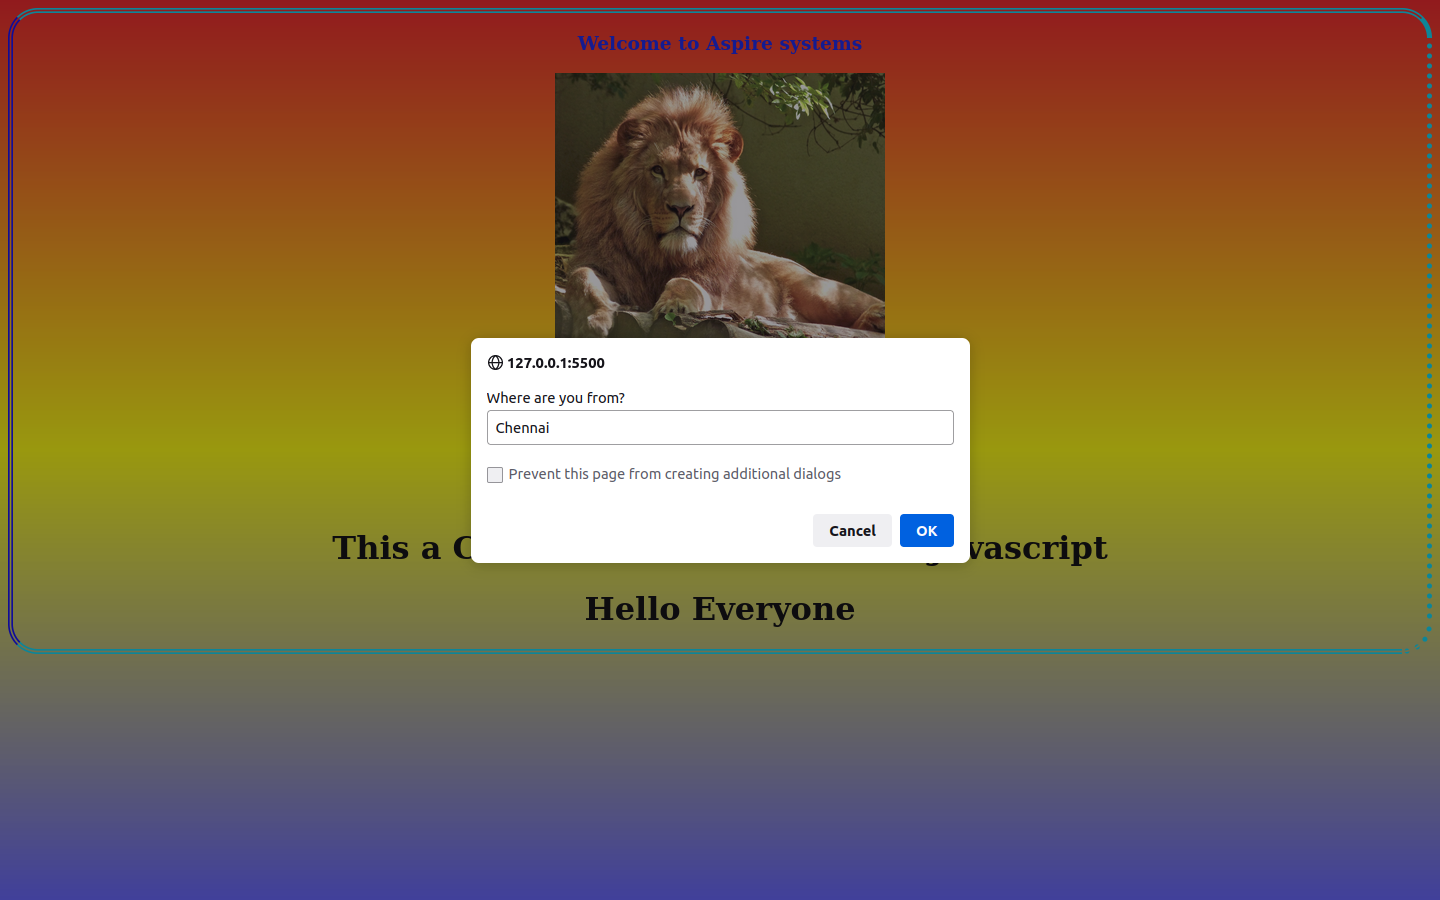 Welcome to Aspire systems
127.0.0.1:5500
Where are you from?
Chennai
Prevent this page from creating additional dialogs
Cancel OK
This a vascript
Hello Everyone